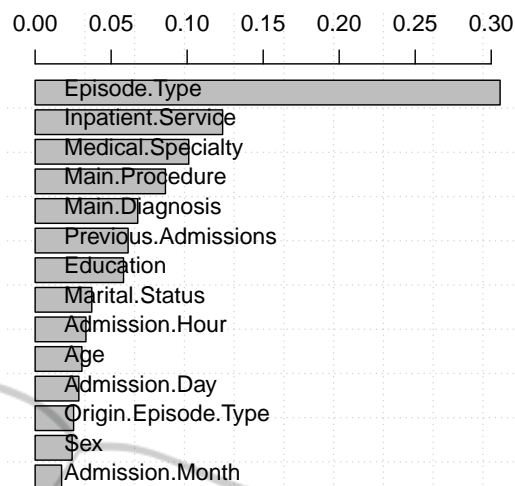 0.00 0.05 0.10 0.15 0.20 0.25 0.30
Episode.Type
Inpatient.Service
Medical.Specialty
Main.Procedure
Main.Diagnosis
Previous.Admissions
Education
Marital.Status
Admission.Hour
Age
Admission.Day
Origin.Episode.Type
Sex
Admission.Month